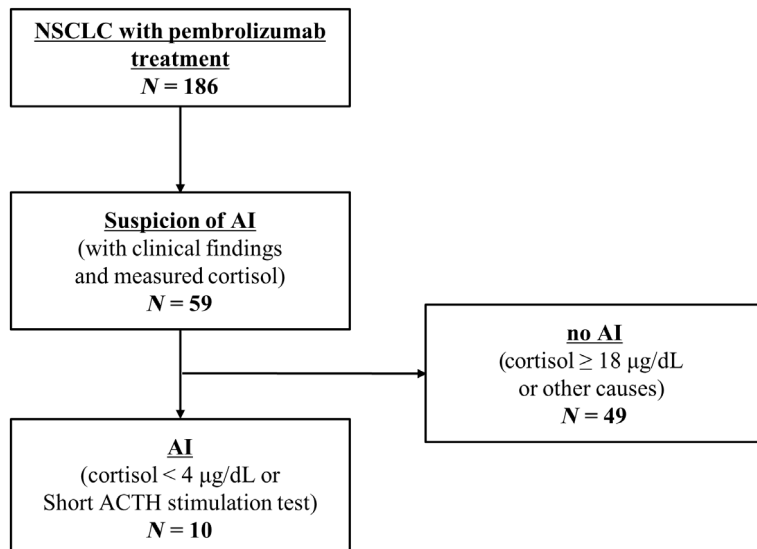 NSCLC with pembrolizumab
treatment
N = 186
Suspicion of AI
(with clinical findings
and measured cortisol)
N = 59
no AI
(cortisol ≥ 18 μg/dL
or other causes)
N = 49
AI
(cortisol < 4 μg/dL or
Short ACTH stimulation test)
N = 10